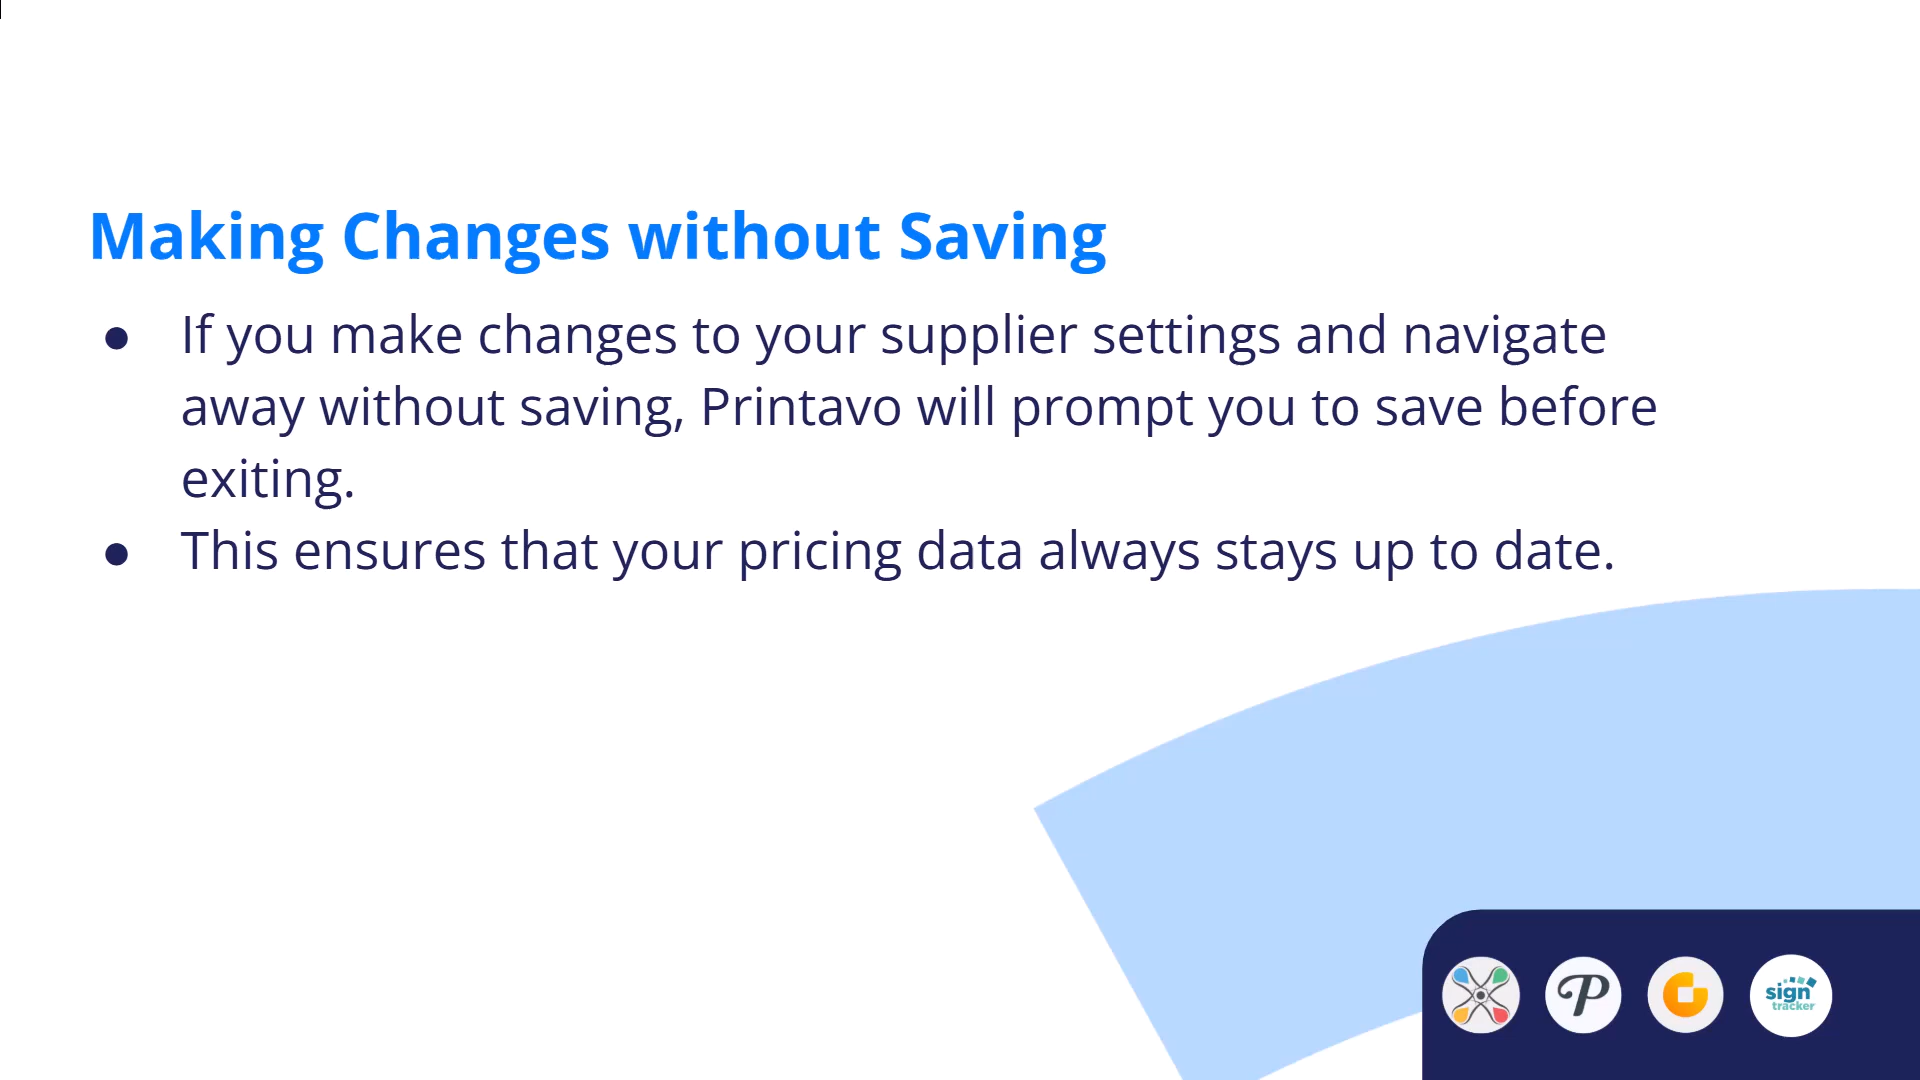 Making Changes without Saving
● If you make changes to your supplier settings and navigate
away without saving, Printavo will prompt you to save before
exiting.
● This ensures that your pricing data always stays up to date.
P
sign
tracker